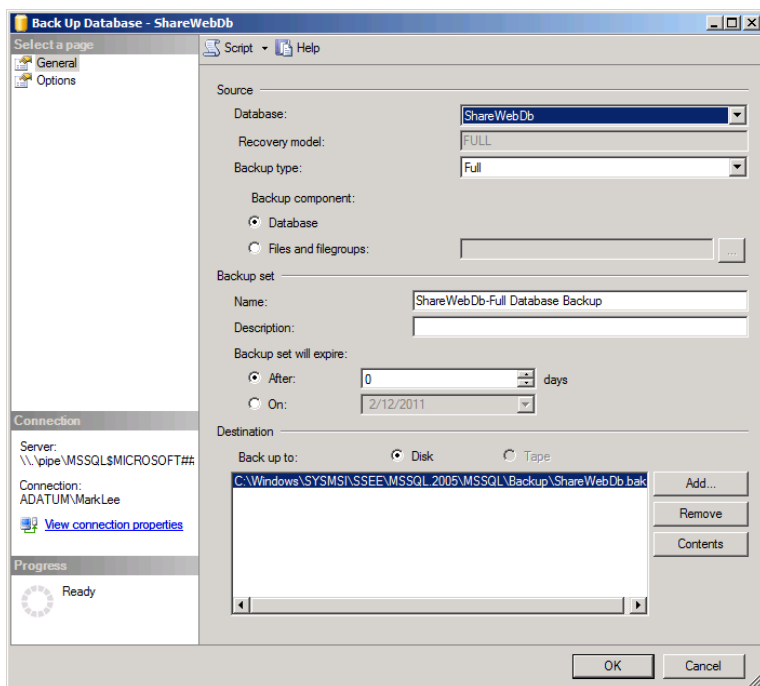 Back Up Database - ShareWebDb
Select a page
General
Options
Script
Help
Source
Database:
ShareWebDb
Recovery model:
FULL
Backup type:
Full
Backup component:
Database
Files and filegroups:
...
Backup set
Name:
ShareWebDb-Full Database Backup
Description:
Backup set will expire:
After:
0
days
On:
2/12/2011
Destination
Back up to:
Disk
Tape
C:\Windows\SYSMSI\SSEE\MSSQL.2005\MSSQL\Backup\ShareWebDb.bak
Add...
Remove
Contents
Connection
Server:
\\.\pipe\MSSQL$MICROSOFT##
Connection:
ADATUM\MarkLee
View connection properties
Progress
Ready
OK
Cancel